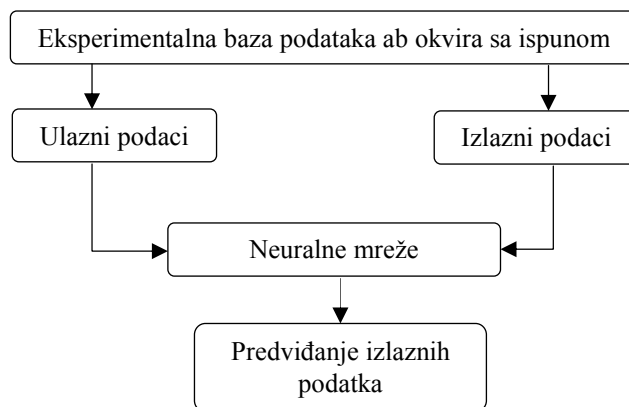 Eksperimentalna baza podataka ab okvira sa ispunom
Ulazni podaci
Izlazni podaci
Neuralne mreže
Predviđanje izlaznih
podatka